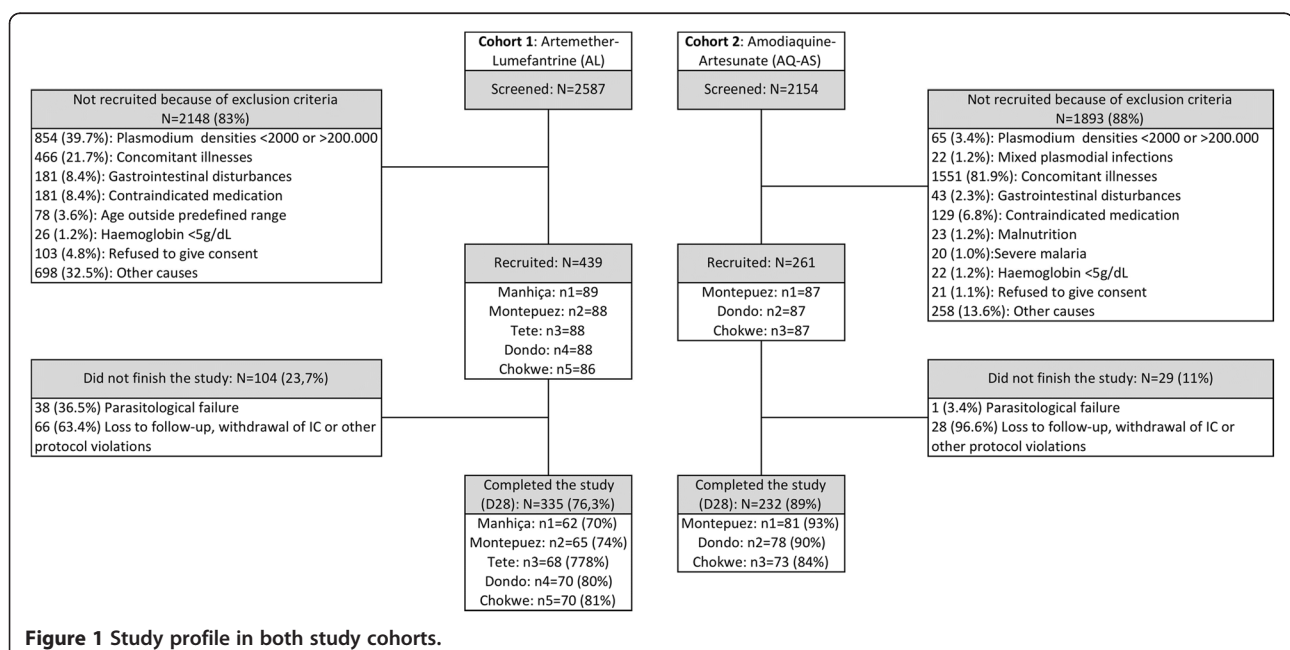 Cohort 1: Artemether-
Lumefantrine (AL)
Screened: N=2587
Not recruited because of exclusion criteria
N=2148 (83%)
854 (39.7%): Plasmodium densities <2000 or >200.000
466 (21.7%): Concomitant illnesses
181 (8.4%): Gastrointestinal disturbances
181 (8.4%): Contraindicated medication
78 (3.6%): Age outside predefined range
26 (1.2%): Haemoglobin <5g/dL
103 (4.8%): Refused to give consent
698 (32.5%): Other causes
Recruited: N=439
Manhiça: n1=89
Montepuez: n2=88
Tete: n3=88
Dondo: n4=88
Chokwe: n5=86
Did not finish the study: N=104 (23,7%)
38 (36.5%) Parasitological failure
66 (63.4%) Loss to follow-up, withdrawal of IC or other
protocol violations
Completed the study
(D28): N=335 (76,3%)
Manhiça: n1=62 (70%)
Montepuez: n2=65 (74%)
Tete: n3=68 (778%)
Dondo: n4=70 (80%)
Chokwe: n5=70 (81%)
Cohort 2: Amodiaquine-
Artesunate (AQ-AS)
Screened: N=2154
Not recruited because of exclusion criteria
N=1893 (88%)
65 (3.4%): Plasmodium densities <2000 or >200.000
22 (1.2%): Mixed plasmodial infections
1551 (81.9%): Concomitant illnesses
43 (2.3%): Gastrointestinal disturbances
129 (6.8%): Contraindicated medication
23 (1.2%): Malnutrition
20 (1.0%):Severe malaria
22 (1.2%): Haemoglobin <5g/dL
21 (1.1%): Refused to give consent
258 (13.6%): Other causes
Recruited: N=261
Montepuez: n1=87
Dondo: n2=87
Chokwe: n3=87
Did not finish the study: N=29 (11%)
1 (3.4%) Parasitological failure
28 (96.6%) Loss to follow-up, withdrawal of IC or
other protocol violations
Completed the study
(D28): N=232 (89%)
Montepuez: n1=81 (93%)
Dondo: n2=78 (90%)
Chokwe: n3=73 (84%)
Figure 1 Study profile in both study cohorts.